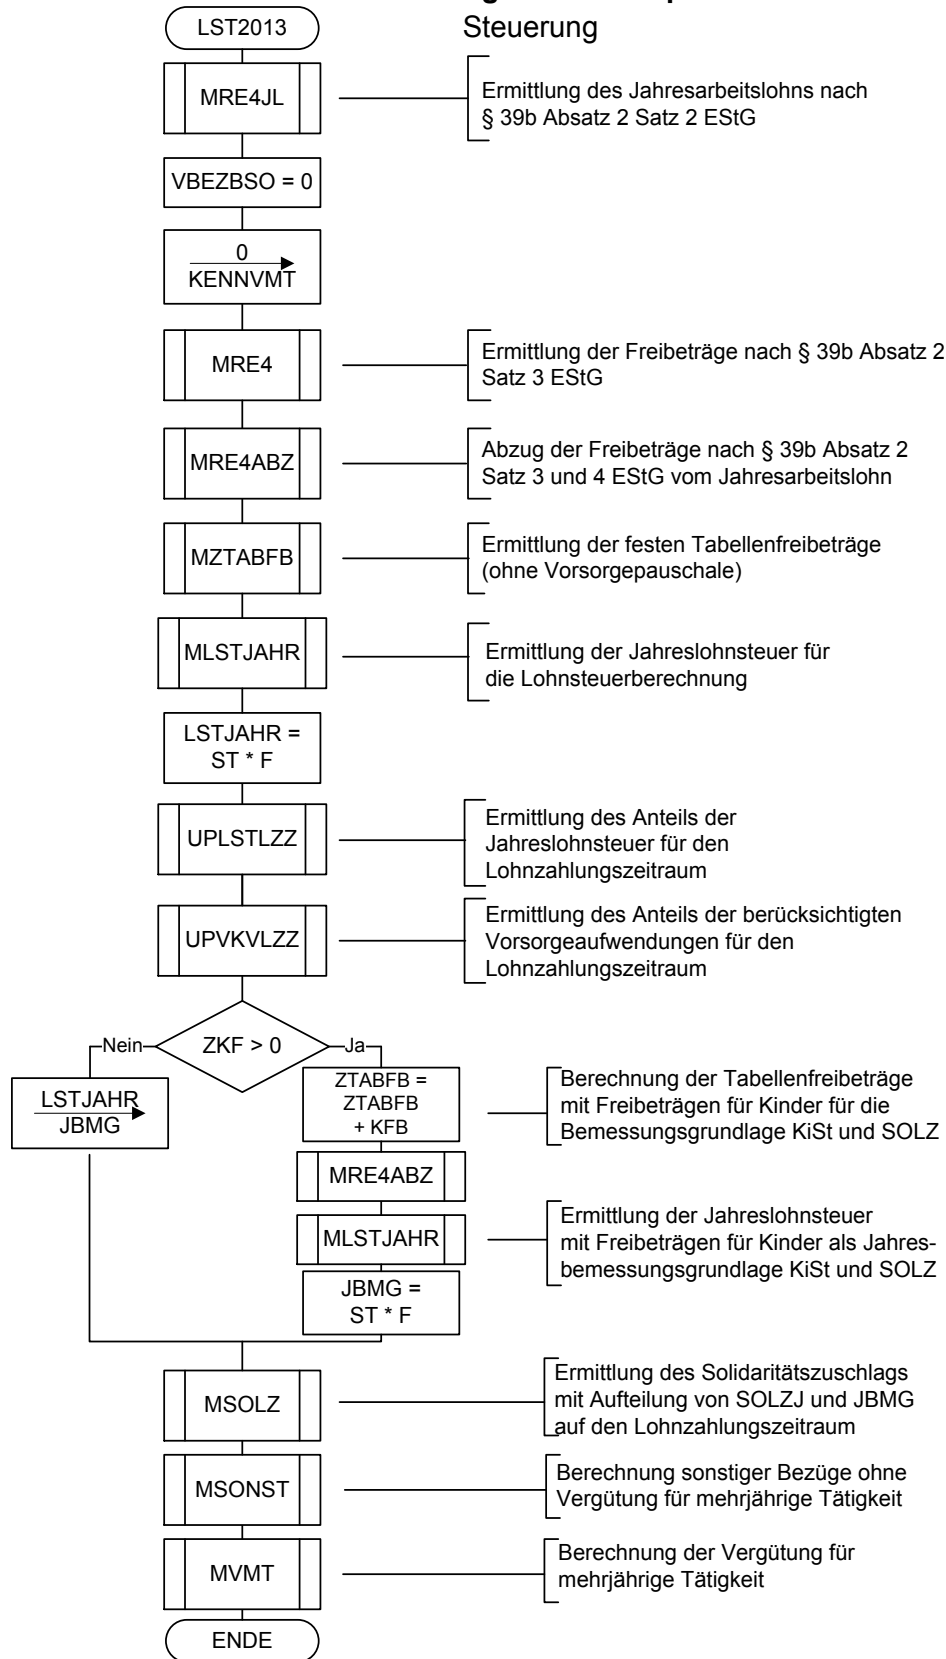 LST2013
Steuerung
MRE4JL
Ermittlung des Jahresarbeitslohns nach
§ 39b Absatz 2 Satz 2 EStG
VBEZBSO = 0
0
KENNVMT
MRE4
Ermittlung der Freibeträge nach § 39b Absatz 2
Satz 3 EStG
MRE4ABZ
Abzug der Freibeträge nach § 39b Absatz 2
Satz 3 und 4 EStG vom Jahresarbeitslohn
MZTABFB
Ermittlung der festen Tabellenfreibeträge
(ohne Vorsorgepauschale)
MLSTJAHR
Ermittlung der Jahreslohnsteuer für
die Lohnsteuerberechnung
LSTJAHR =
ST * F
UPLSTLZZ
Ermittlung des Anteils der
Jahreslohnsteuer für den
Lohnzahlungszeitraum
UPVKVLZZ
Ermittlung des Anteils der berücksichtigten
Vorsorgeaufwendungen für den
Lohnzahlungszeitraum
Nein
ZKF > 0
Ja
LSTJAHR
JBMG
ZTABFB =
ZTABFB
+ KFB
Berechnung der Tabellenfreibeträge
mit Freibeträgen für Kinder für die
Bemessungsgrundlage KiSt und SOLZ
MRE4ABZ
MLSTJAHR
Ermittlung der Jahreslohnsteuer
mit Freibeträgen für Kinder als Jahres-
bemessungsgrundlage KiSt und SOLZ
JBMG =
ST * F
MSOLZ
Ermittlung des Solidaritätszuschlags
mit Aufteilung von SOLZJ und JBMG
auf den Lohnzahlungszeitraum
MSONST
Berechnung sonstiger Bezüge ohne
Vergütung für mehrjährige Tätigkeit
MVMT
Berechnung der Vergütung für
mehrjährige Tätigkeit
ENDE